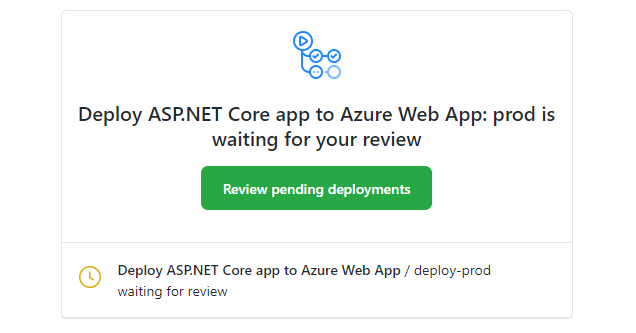 Deploy ASP.NET Core app to Azure Web App: prod is
waiting for your review
Review pending deployments
Deploy ASP.NET Core app to Azure Web App / deploy-prod
waiting for review